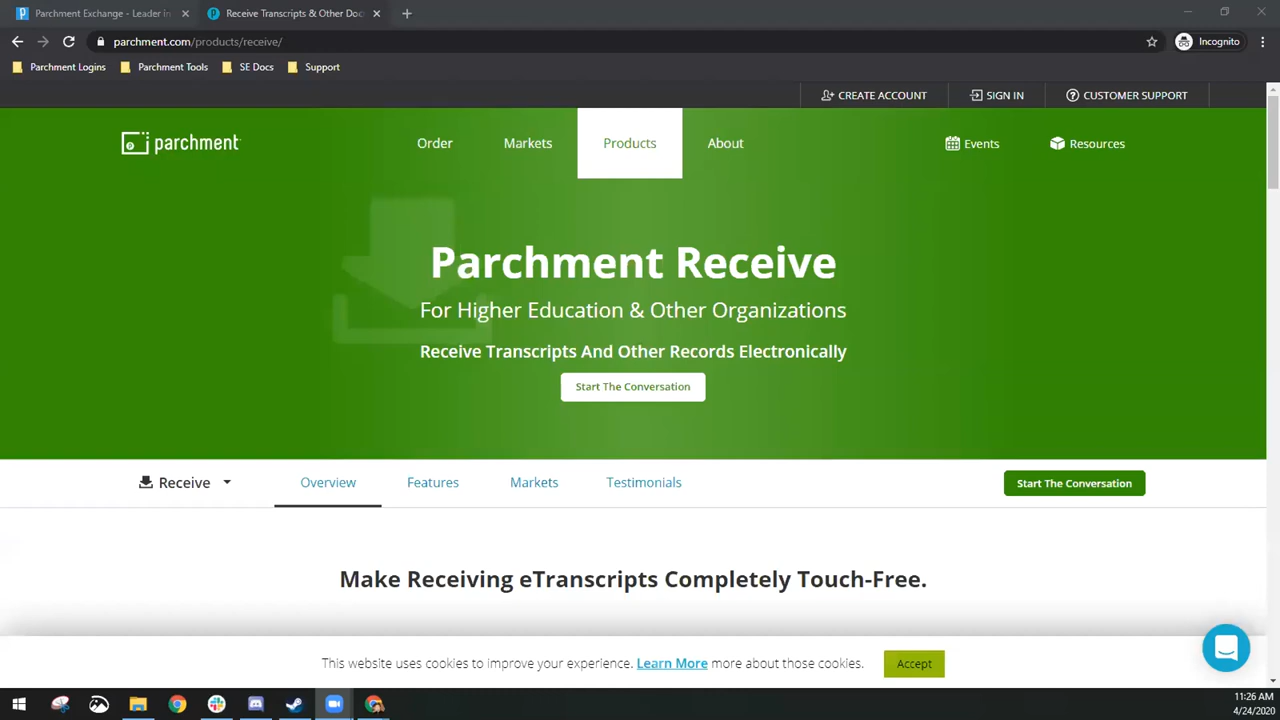 Parchment Exchange - Leader in
Receive Transcripts & Other Doc
parchment.com/products/receive/
Incognito
Parchment Logins
Parchment Tools
SE Docs
Support
CREATE ACCOUNT
SIGN IN
CUSTOMER SUPPORT
parchment
Order
Markets
Products
About
Events
Resources
Parchment Receive
For Higher Education & Other Organizations
Receive Transcripts And Other Records Electronically
Start The Conversation
Receive
Overview
Features
Markets
Testimonials
Start The Conversation
Make Receiving eTranscripts Completely Touch-Free.
This website uses cookies to improve your experience. Learn More more about those cookies.
Accept
11:26 AM
4/24/2020